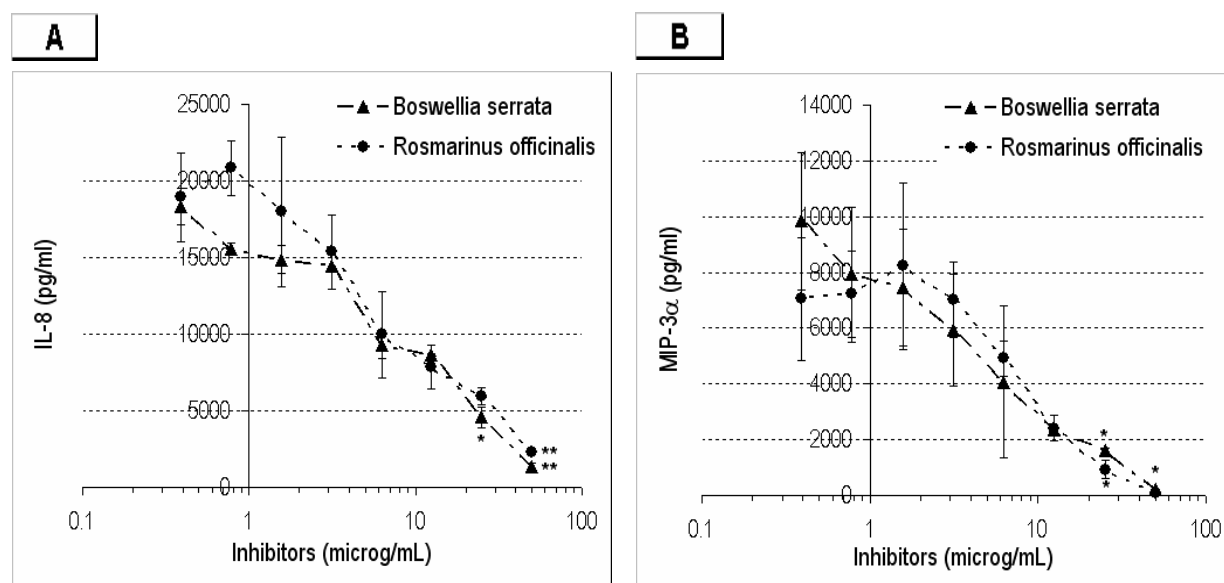 A
Boswellia serrata
Rosmarinus officinalis
IL-8 (pg/ml)
25000
20000
15000
10000
5000
0
*
**
**
0.1
1
10
100
Inhibitors (microg/mL)
B
Boswellia serrata
Rosmarinus officinalis
MIP-3α (pg/ml)
14000
12000
10000
8000
6000
4000
2000
0
*
*
*
0.1
1
10
100
Inhibitors (microg/mL)